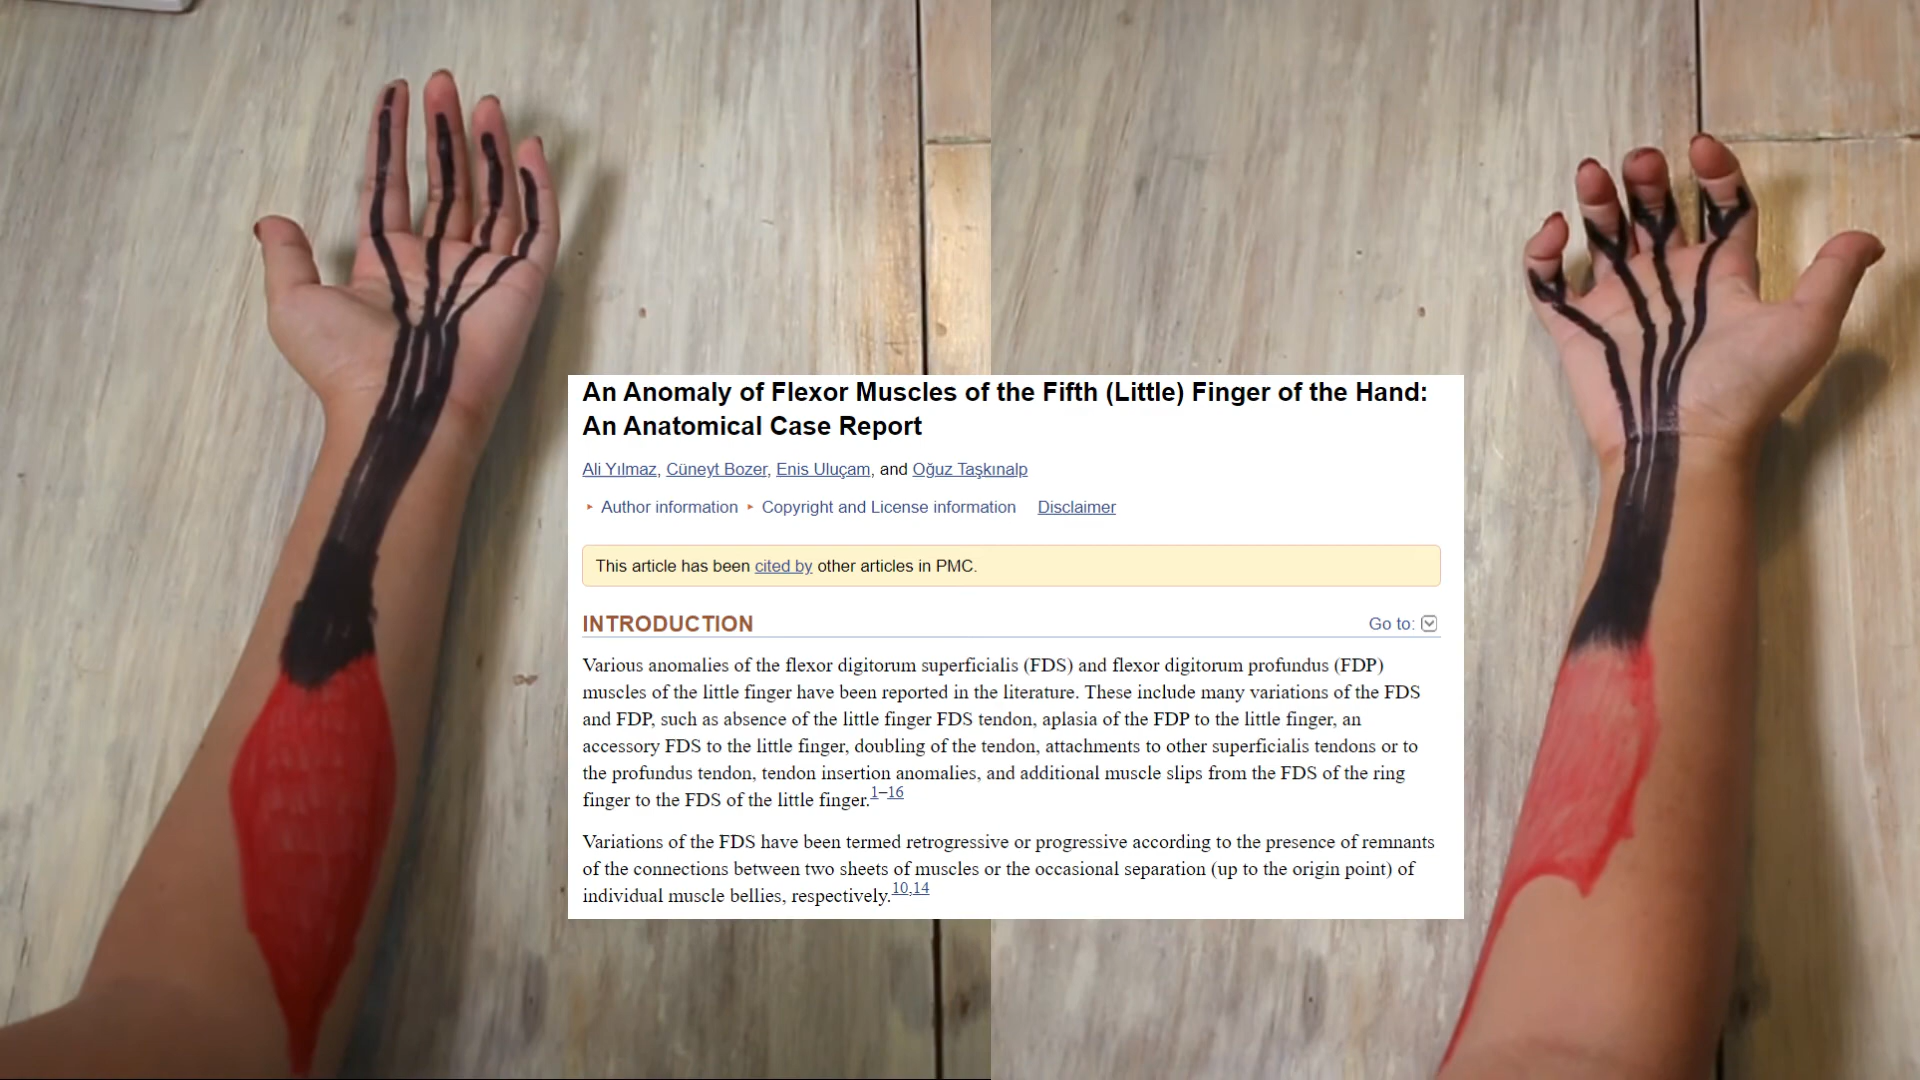 An Anomaly of Flexor Muscles of the Fifth (Little) Finger of the Hand:
An Anatomical Case Report
Ali Yılmaz, Cüneyt Bozer, Enis Uluçam, and Oğuz Taşkınalp
▸ Author information ▸ Copyright and License information Disclaimer
This article has been cited by other articles in PMC.
INTRODUCTION Go to:
Various anomalies of the flexor digitorum superficialis (FDS) and flexor digitorum profundus (FDP)
muscles of the little finger have been reported in the literature. These include many variations of the FDS
and FDP, such as absence of the little finger FDS tendon, aplasia of the FDP to the little finger, an
accessory FDS to the little finger, doubling of the tendon, attachments to other superficialis tendons or to
the profundus tendon, tendon insertion anomalies, and additional muscle slips from the FDS of the ring
finger to the FDS of the little finger.1–16
Variations of the FDS have been termed retrogressive or progressive according to the presence of remnants
of the connections between two sheets of muscles or the occasional separation (up to the origin point) of
individual muscle bellies, respectively.10,14